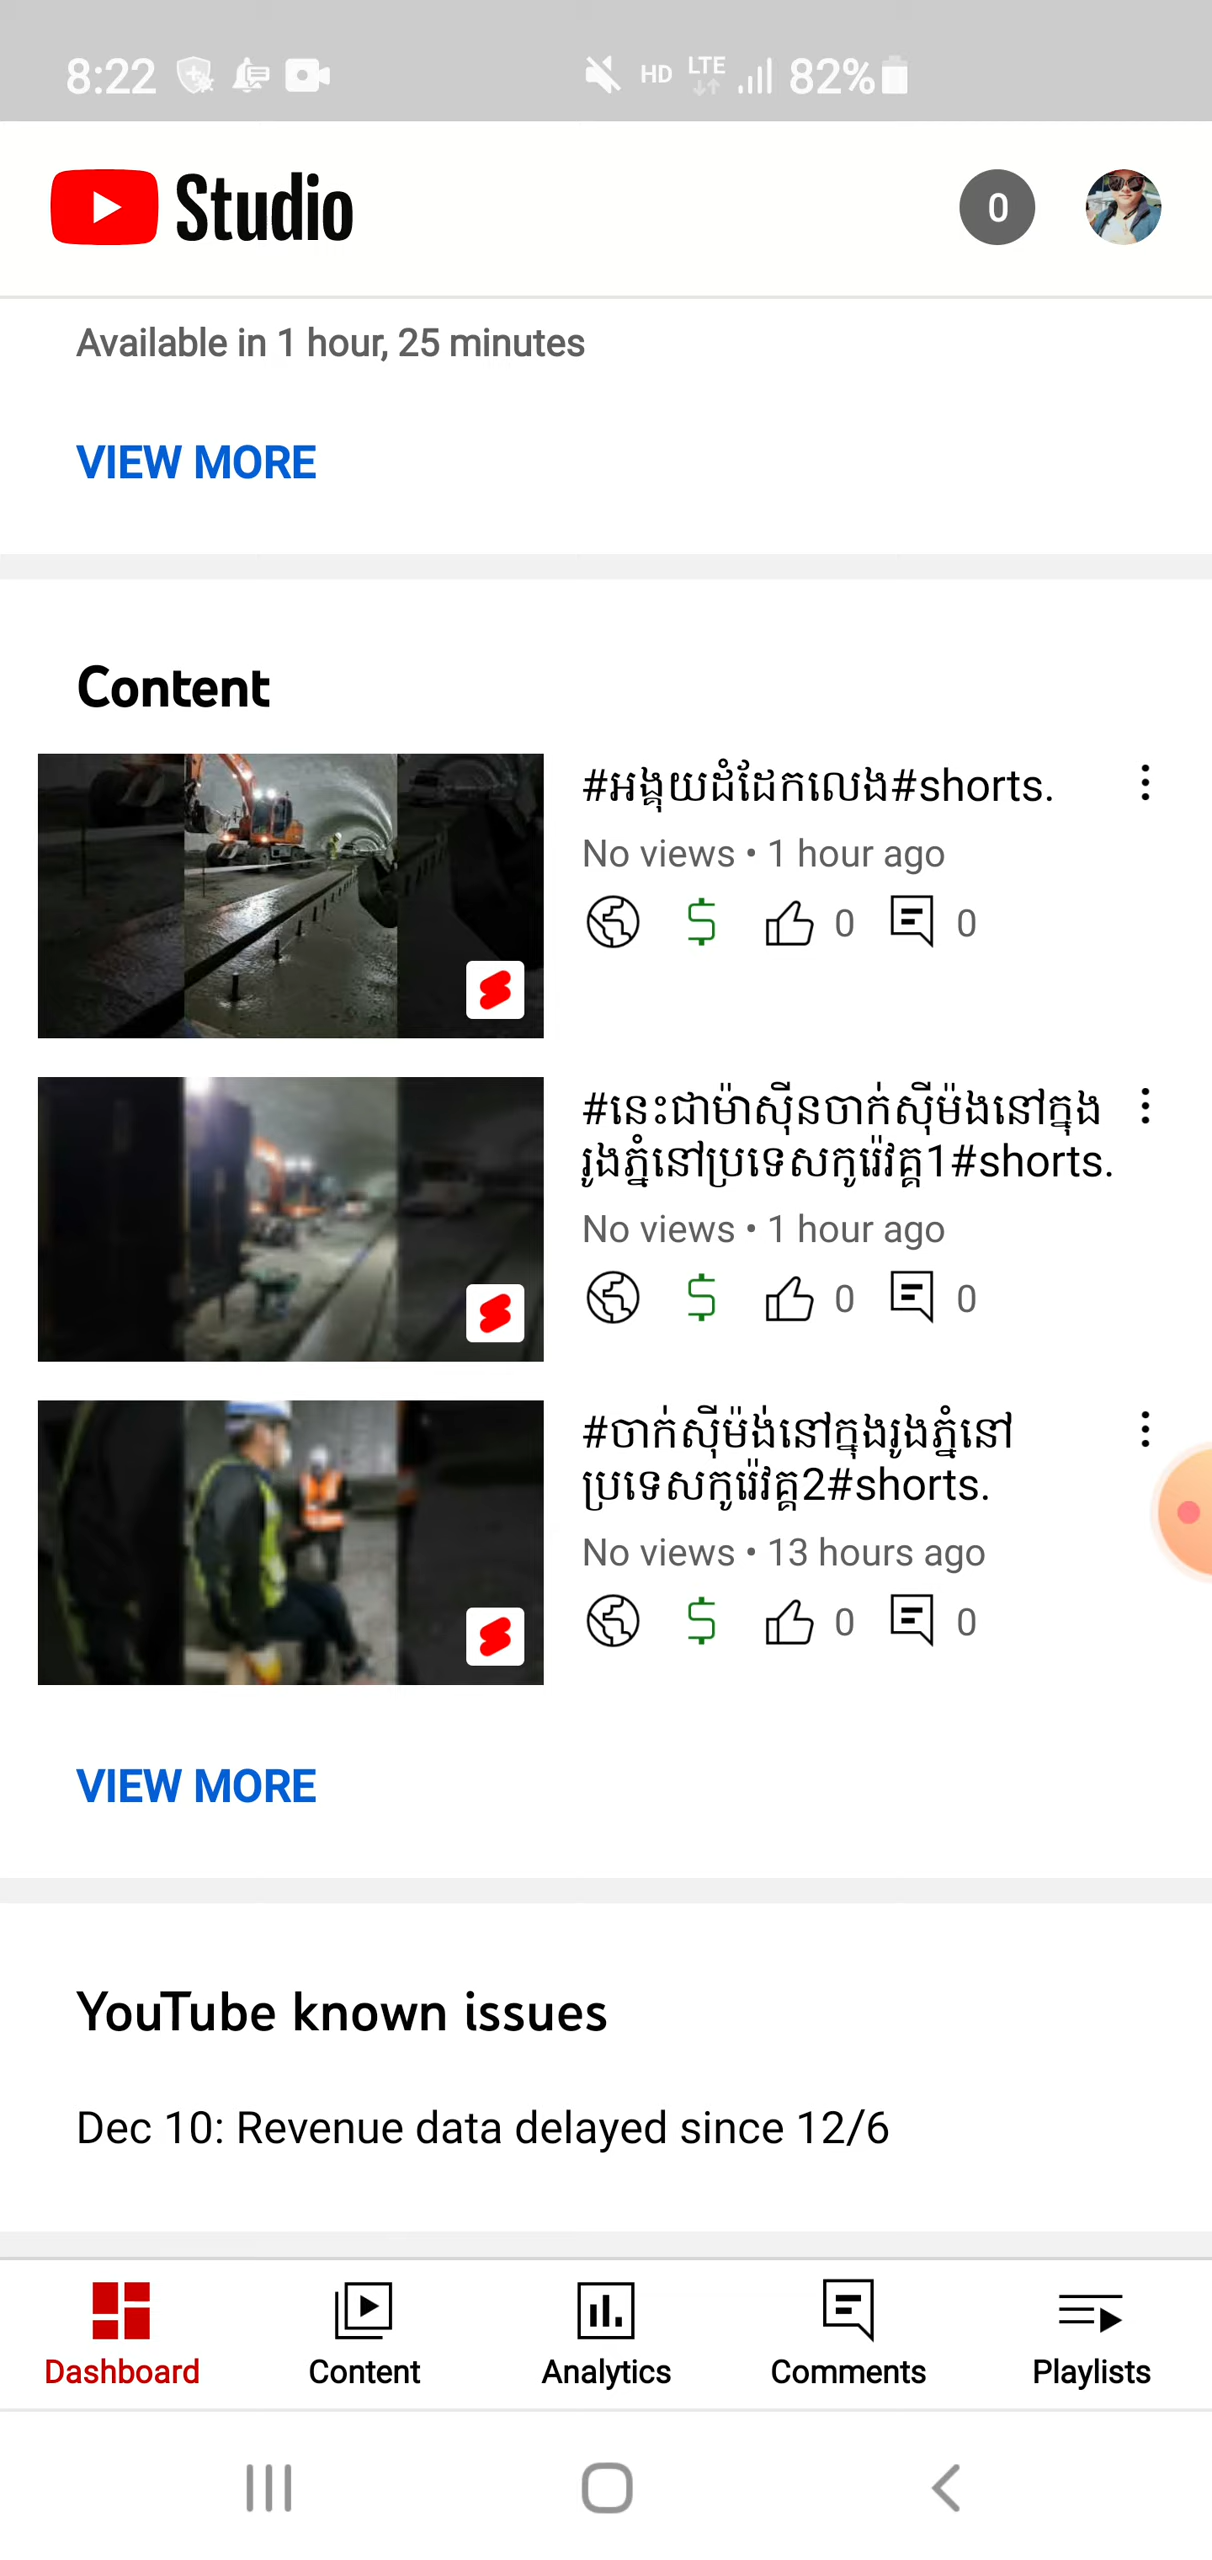 8:22 HD LTE 82%
Studio 0
Available in 1 hour, 25 minutes
VIEW MORE
Content
#អង្គុយដំដែកលេង#shorts.
No views • 1 hour ago
0 0
#នេះជាម៉ាស៊ីនចាក់ស៊ីម៉ងនៅក្នុង
រូងភ្នំនៅប្រទេសកូរ៉េវគ្គ1#shorts.
No views • 1 hour ago
0 0
#ចាក់ស៊ីម៉ង់នៅក្នុងរូងភ្នំនៅ
ប្រទេសកូរ៉េវគ្គ2#shorts.
No views • 13 hours ago
0 0
VIEW MORE
YouTube known issues
Dec 10: Revenue data delayed since 12/6
Dashboard Content Analytics Comments Playlists